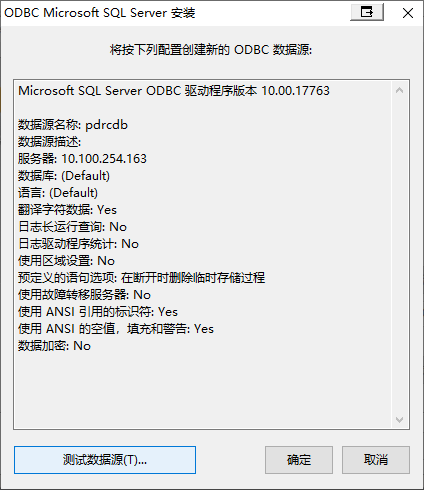 ODBC Microsoft SQL Server 安装
将按下列配置创建新的 ODBC 数据源:
Microsoft SQL Server ODBC 驱动程序版本 10.00.17763
数据源名称: pdrcdb
数据源描述:
服务器: 10.100.254.163
数据库: (Default)
语言: (Default)
翻译字符数据: Yes
日志长运行查询: No
日志驱动程序统计: No
使用区域设置: No
预定义的语句选项: 在断开时删除临时存储过程
使用故障转移服务器: No
使用 ANSI 引用的标识符: Yes
使用 ANSI 的空值，填充和警告: Yes
数据加密: No
测试数据源(T)...
确定
取消